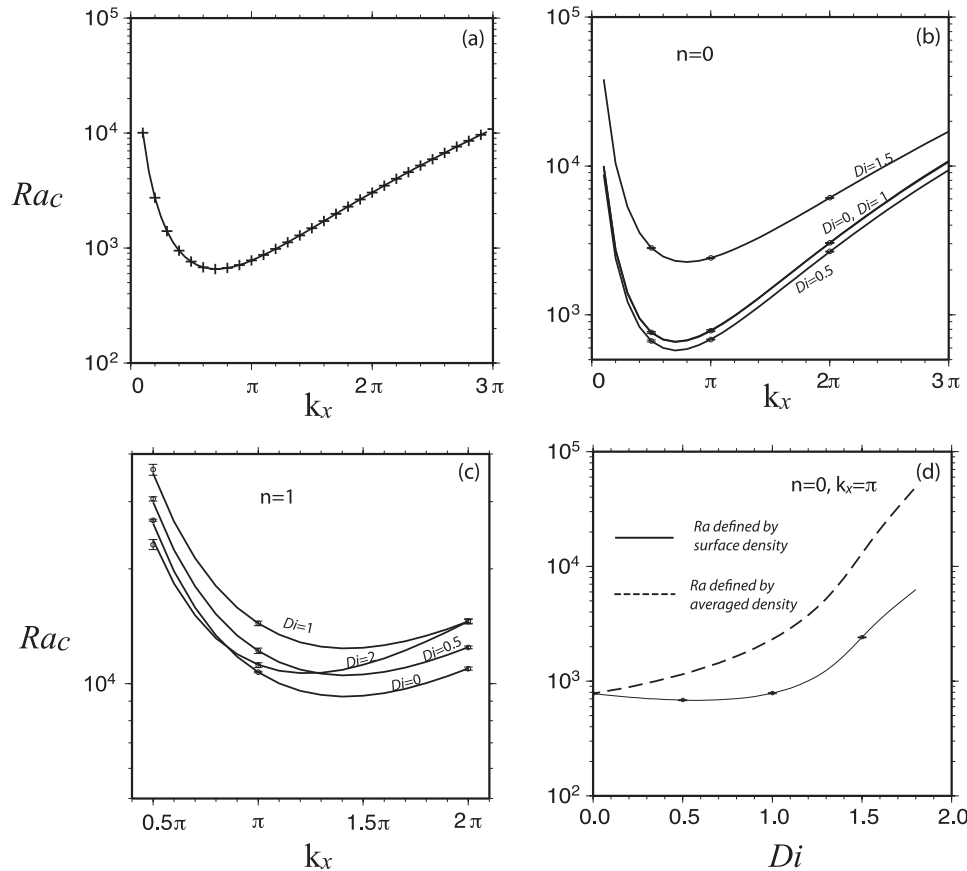 (a)
10^5
10^4
10^3
10^2
Rac
0
π
2π
3π
k_x
(b)
n=0
10^5
10^4
10^3
Di=1.5
Di=0, Di=1
Di=0.5
0
π
2π
3π
k_x
(c)
n=1
10^4
Rac
Di=1
Di=2
Di=0.5
Di=0
0.5π
π
1.5π
2π
k_x
(d)
n=0, k_x=π
Ra defined by
surface density
Ra defined by
averaged density
10^5
10^4
10^3
10^2
0.0
0.5
1.0
1.5
2.0
Di